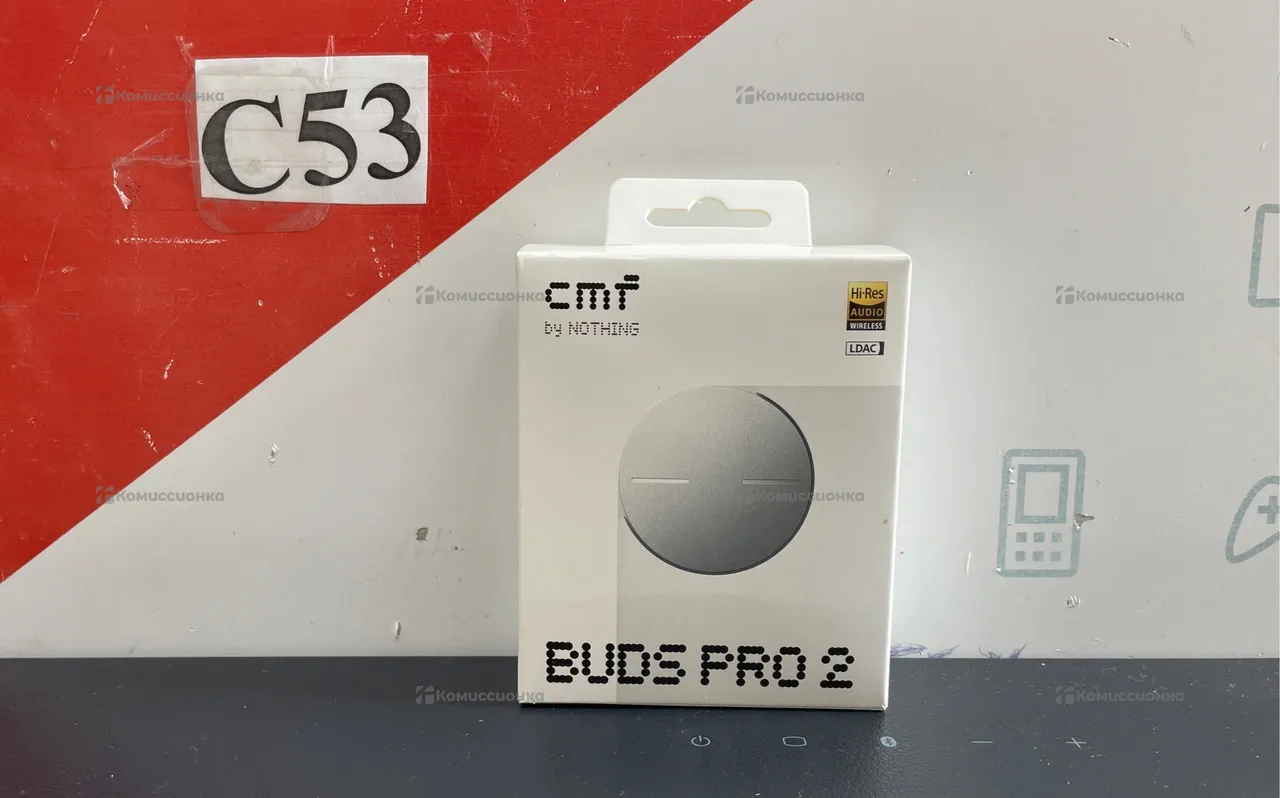 C53
Комиссионка
Комиссионка
Комиссионка
Комиссионка
Комиссионка
Комиссионка
Комиссионка
Комиссионка
cmf
by NOTHING
Hi-Res
AUDIO
WIRELESS
LDAC
BUDS PRO 2